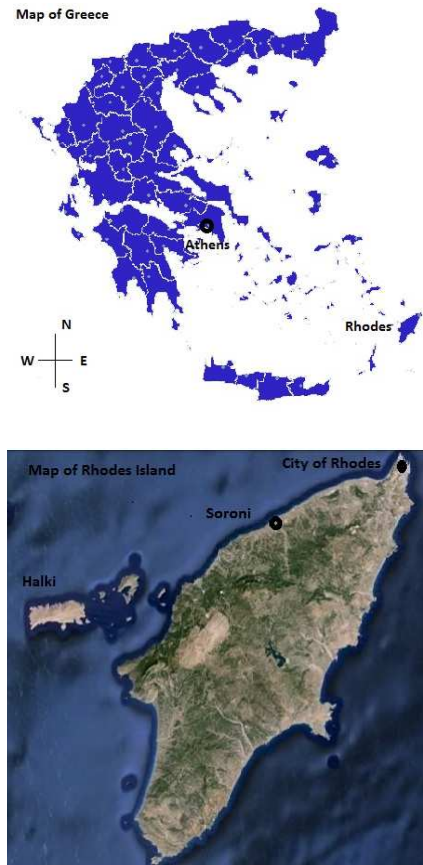 Map of Greece
Athens
Rhodes
N
W E
S
City of Rhodes
Map of Rhodes Island
Soroni
Halki